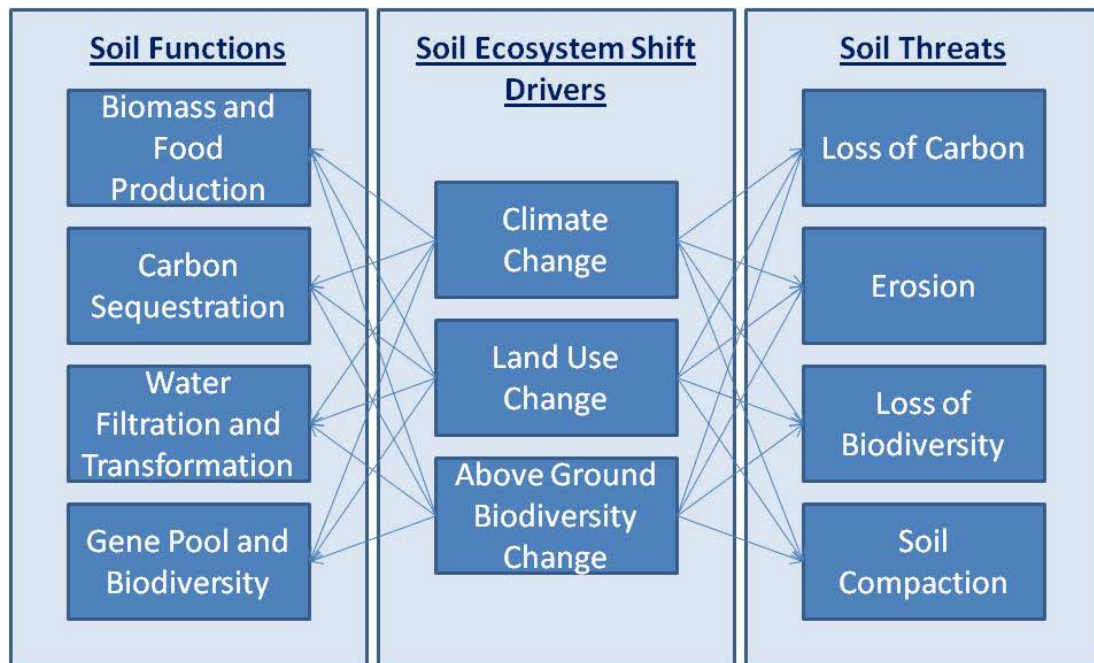 Soil Functions
Biomass and
Food
Production
Carbon
Sequestration
Water
Filtration and
Transformation
Gene Pool and
Biodiversity
Soil Ecosystem Shift
Drivers
Climate
Change
Land Use
Change
Above Ground
Biodiversity
Change
Soil Threats
Loss of Carbon
Erosion
Loss of
Biodiversity
Soil
Compaction